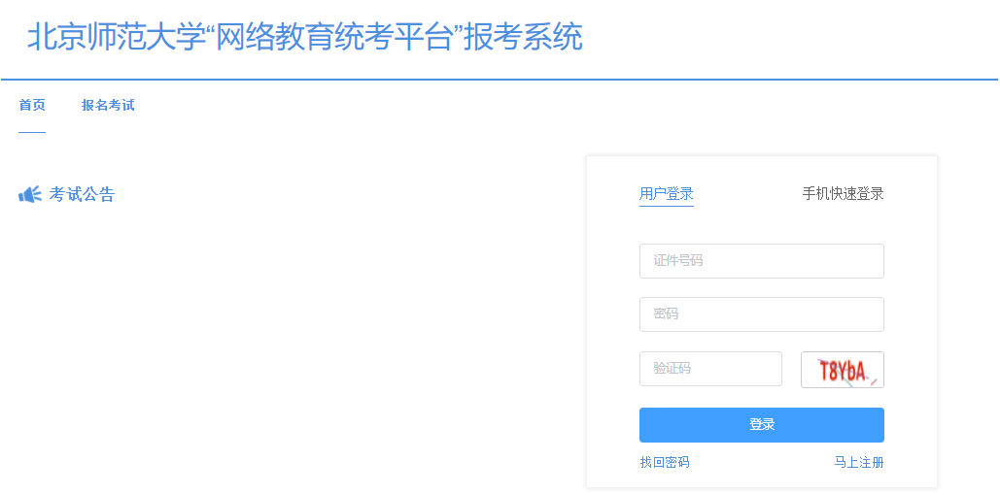 北京师范大学“网络教育统考平台”报考系统
首页 报名考试
考试公告
用户登录 手机快速登录
证件号码
密码
验证码 T8YbA
登录
找回密码 马上注册